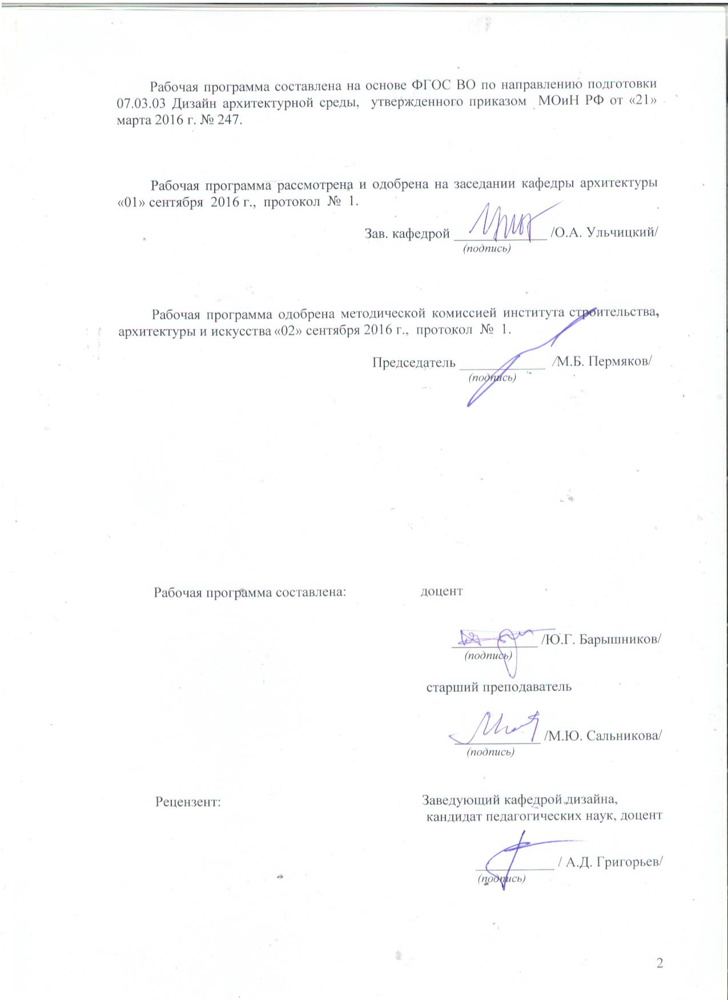 Рабочая программа составлена на основе ФГОС ВО по направлению подготовки
07.03.03 Дизайн архитектурной среды, утвержденного приказом МОиН РФ от «21»
марта 2016 г. № 247.
Рабочая программа рассмотрена и одобрена на заседании кафедры архитектуры
«01» сентября 2016 г., протокол № 1.
Зав. кафедрой _____________ /О.А. Ульчицкий/
(подпись)
Рабочая программа одобрена методической комиссией института строительства,
архитектуры и искусства «02» сентября 2016 г., протокол № 1.
Председатель ____________ /М.Б. Пермяков/
(подпись)
Рабочая программа составлена: доцент
____________ /Ю.Г. Барышников/
(подпись)
старший преподаватель
____________ /М.Ю. Сальникова/
(подпись)
Рецензент: Заведующий кафедрой дизайна,
кандидат педагогических наук, доцент
___________ / А.Д. Григорьев/
(подпись)
2